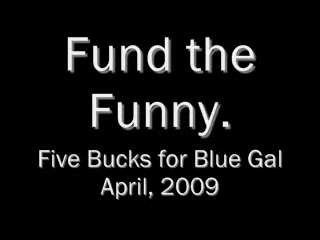 Fund the
Funny.
Five Bucks for Blue Gal
April, 2009